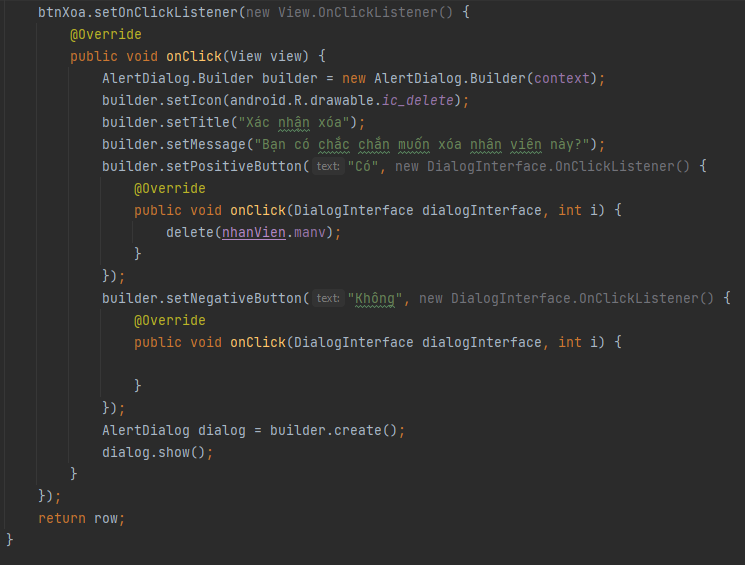 btnXoa.setOnClickListener(new View.OnClickListener() {
@Override
public void onClick(View view) {
AlertDialog.Builder builder = new AlertDialog.Builder(context);
builder.setIcon(android.R.drawable.ic_delete);
builder.setTitle("Xác nhận xóa");
builder.setMessage("Bạn có chắc chắn muốn xóa nhân viên này?");
builder.setPositiveButton( text: "Có", new DialogInterface.OnClickListener() {
@Override
public void onClick(DialogInterface dialogInterface, int i) {
delete(nhanVien.manv);
}
});
builder.setNegativeButton( text: "Không", new DialogInterface.OnClickListener() {
@Override
public void onClick(DialogInterface dialogInterface, int i) {
}
});
AlertDialog dialog = builder.create();
dialog.show();
}
});
return row;
}